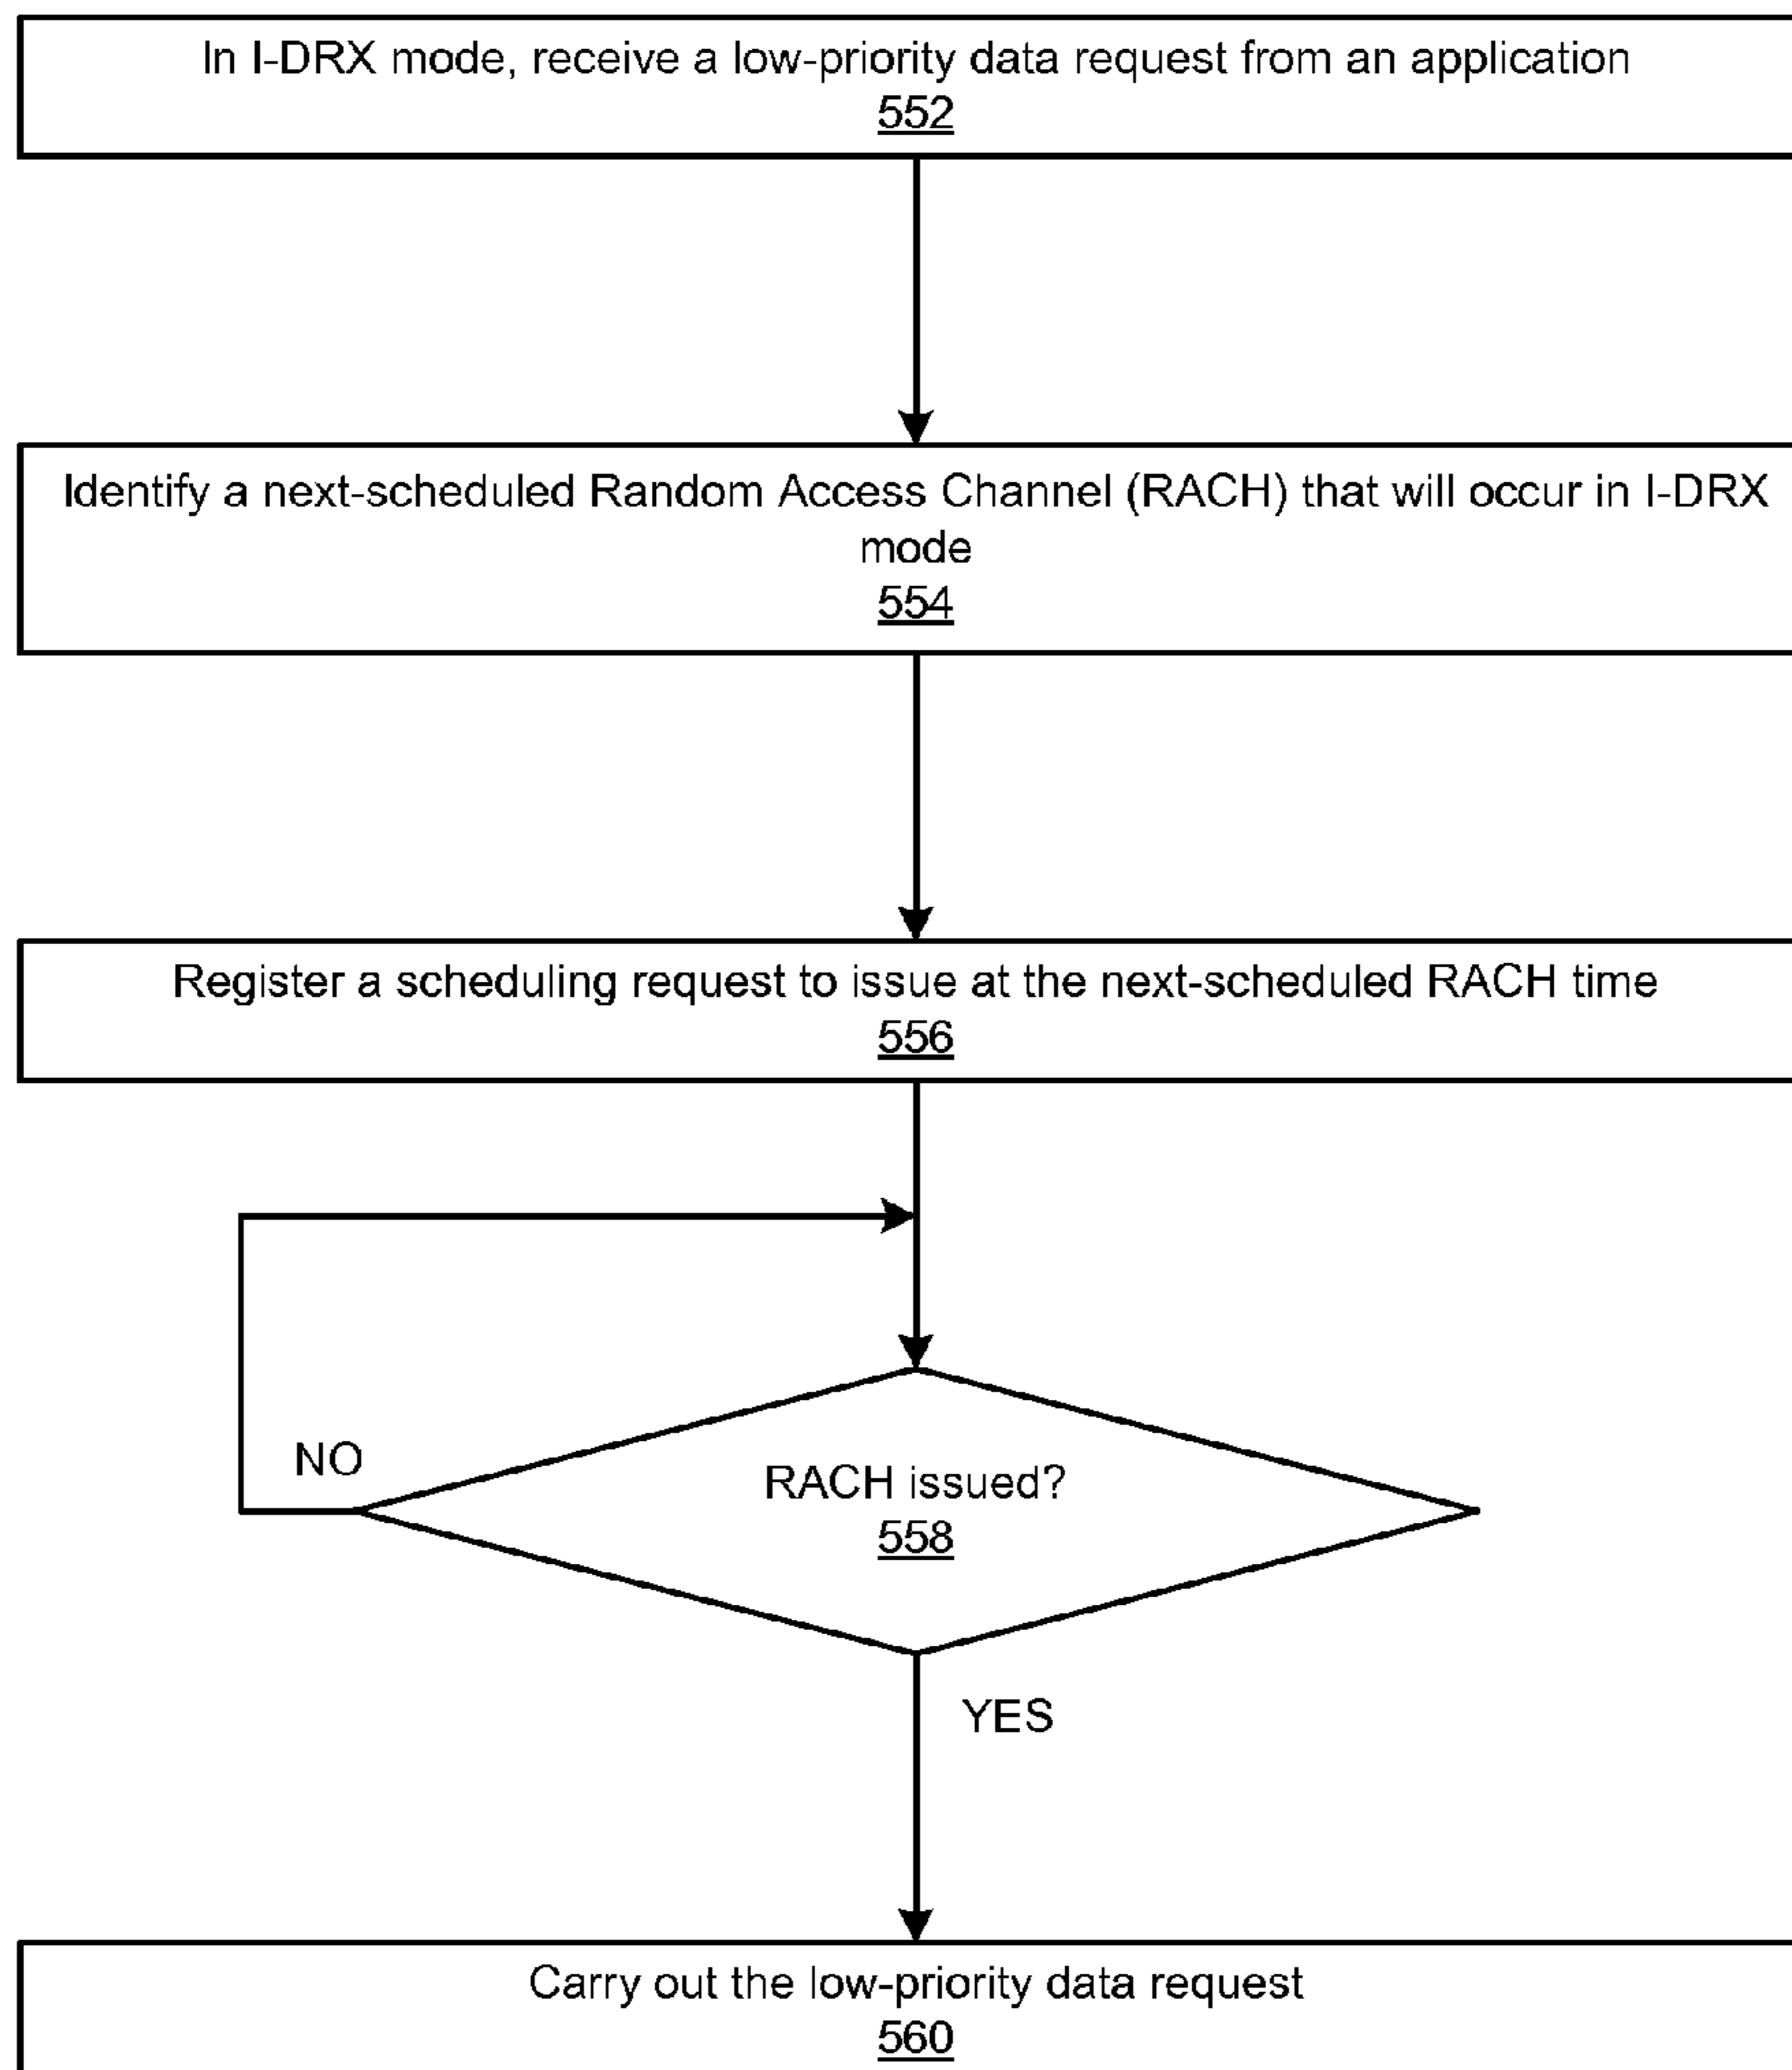 In I-DRX mode, receive a low-priority data request from an application
552
Identify a next-scheduled Random Access Channel (RACH) that will occur in I-DRX
mode
554
Register a scheduling request to issue at the next-scheduled RACH time
556
NO
RACH issued?
558
YES
Carry out the low-priority data request
560